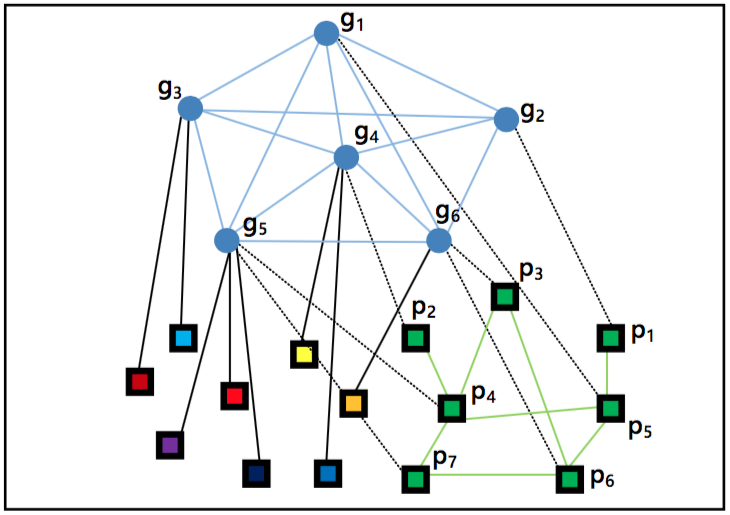 g₁
g₃
g₂
g₄
g₆
g₅
p₃
p₂
p₁
p₄
p₅
p₇
p₆